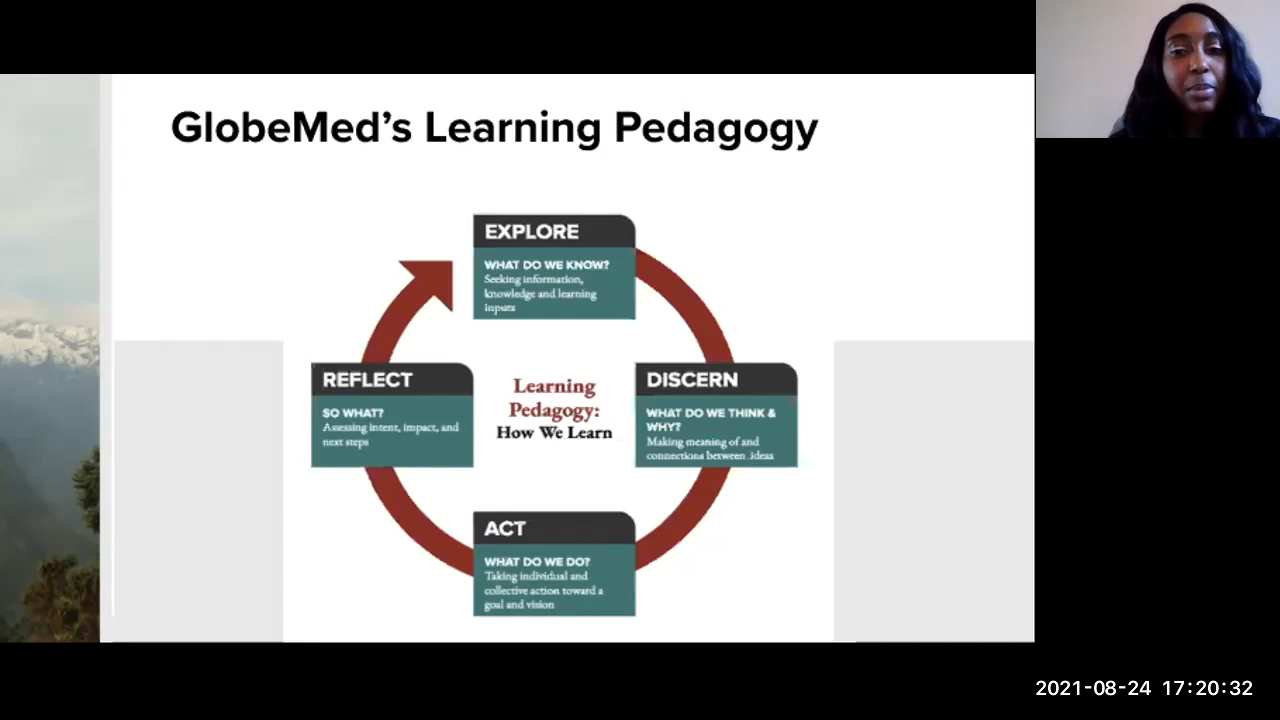 GlobeMed's Learning Pedagogy
EXPLORE
WHAT DO WE KNOW?
Seeking information,
knowledge and learning
inputs
REFLECT
SO WHAT?
Assessing intent, impact, and
next steps
Learning
Pedagogy:
How We Learn
DISCERN
WHAT DO WE THINK &
WHY?
Making meaning of and
connections between ideas
ACT
WHAT DO WE DO?
Taking individual and
collective action toward a
goal and vision
2021-08-24 17:20:32